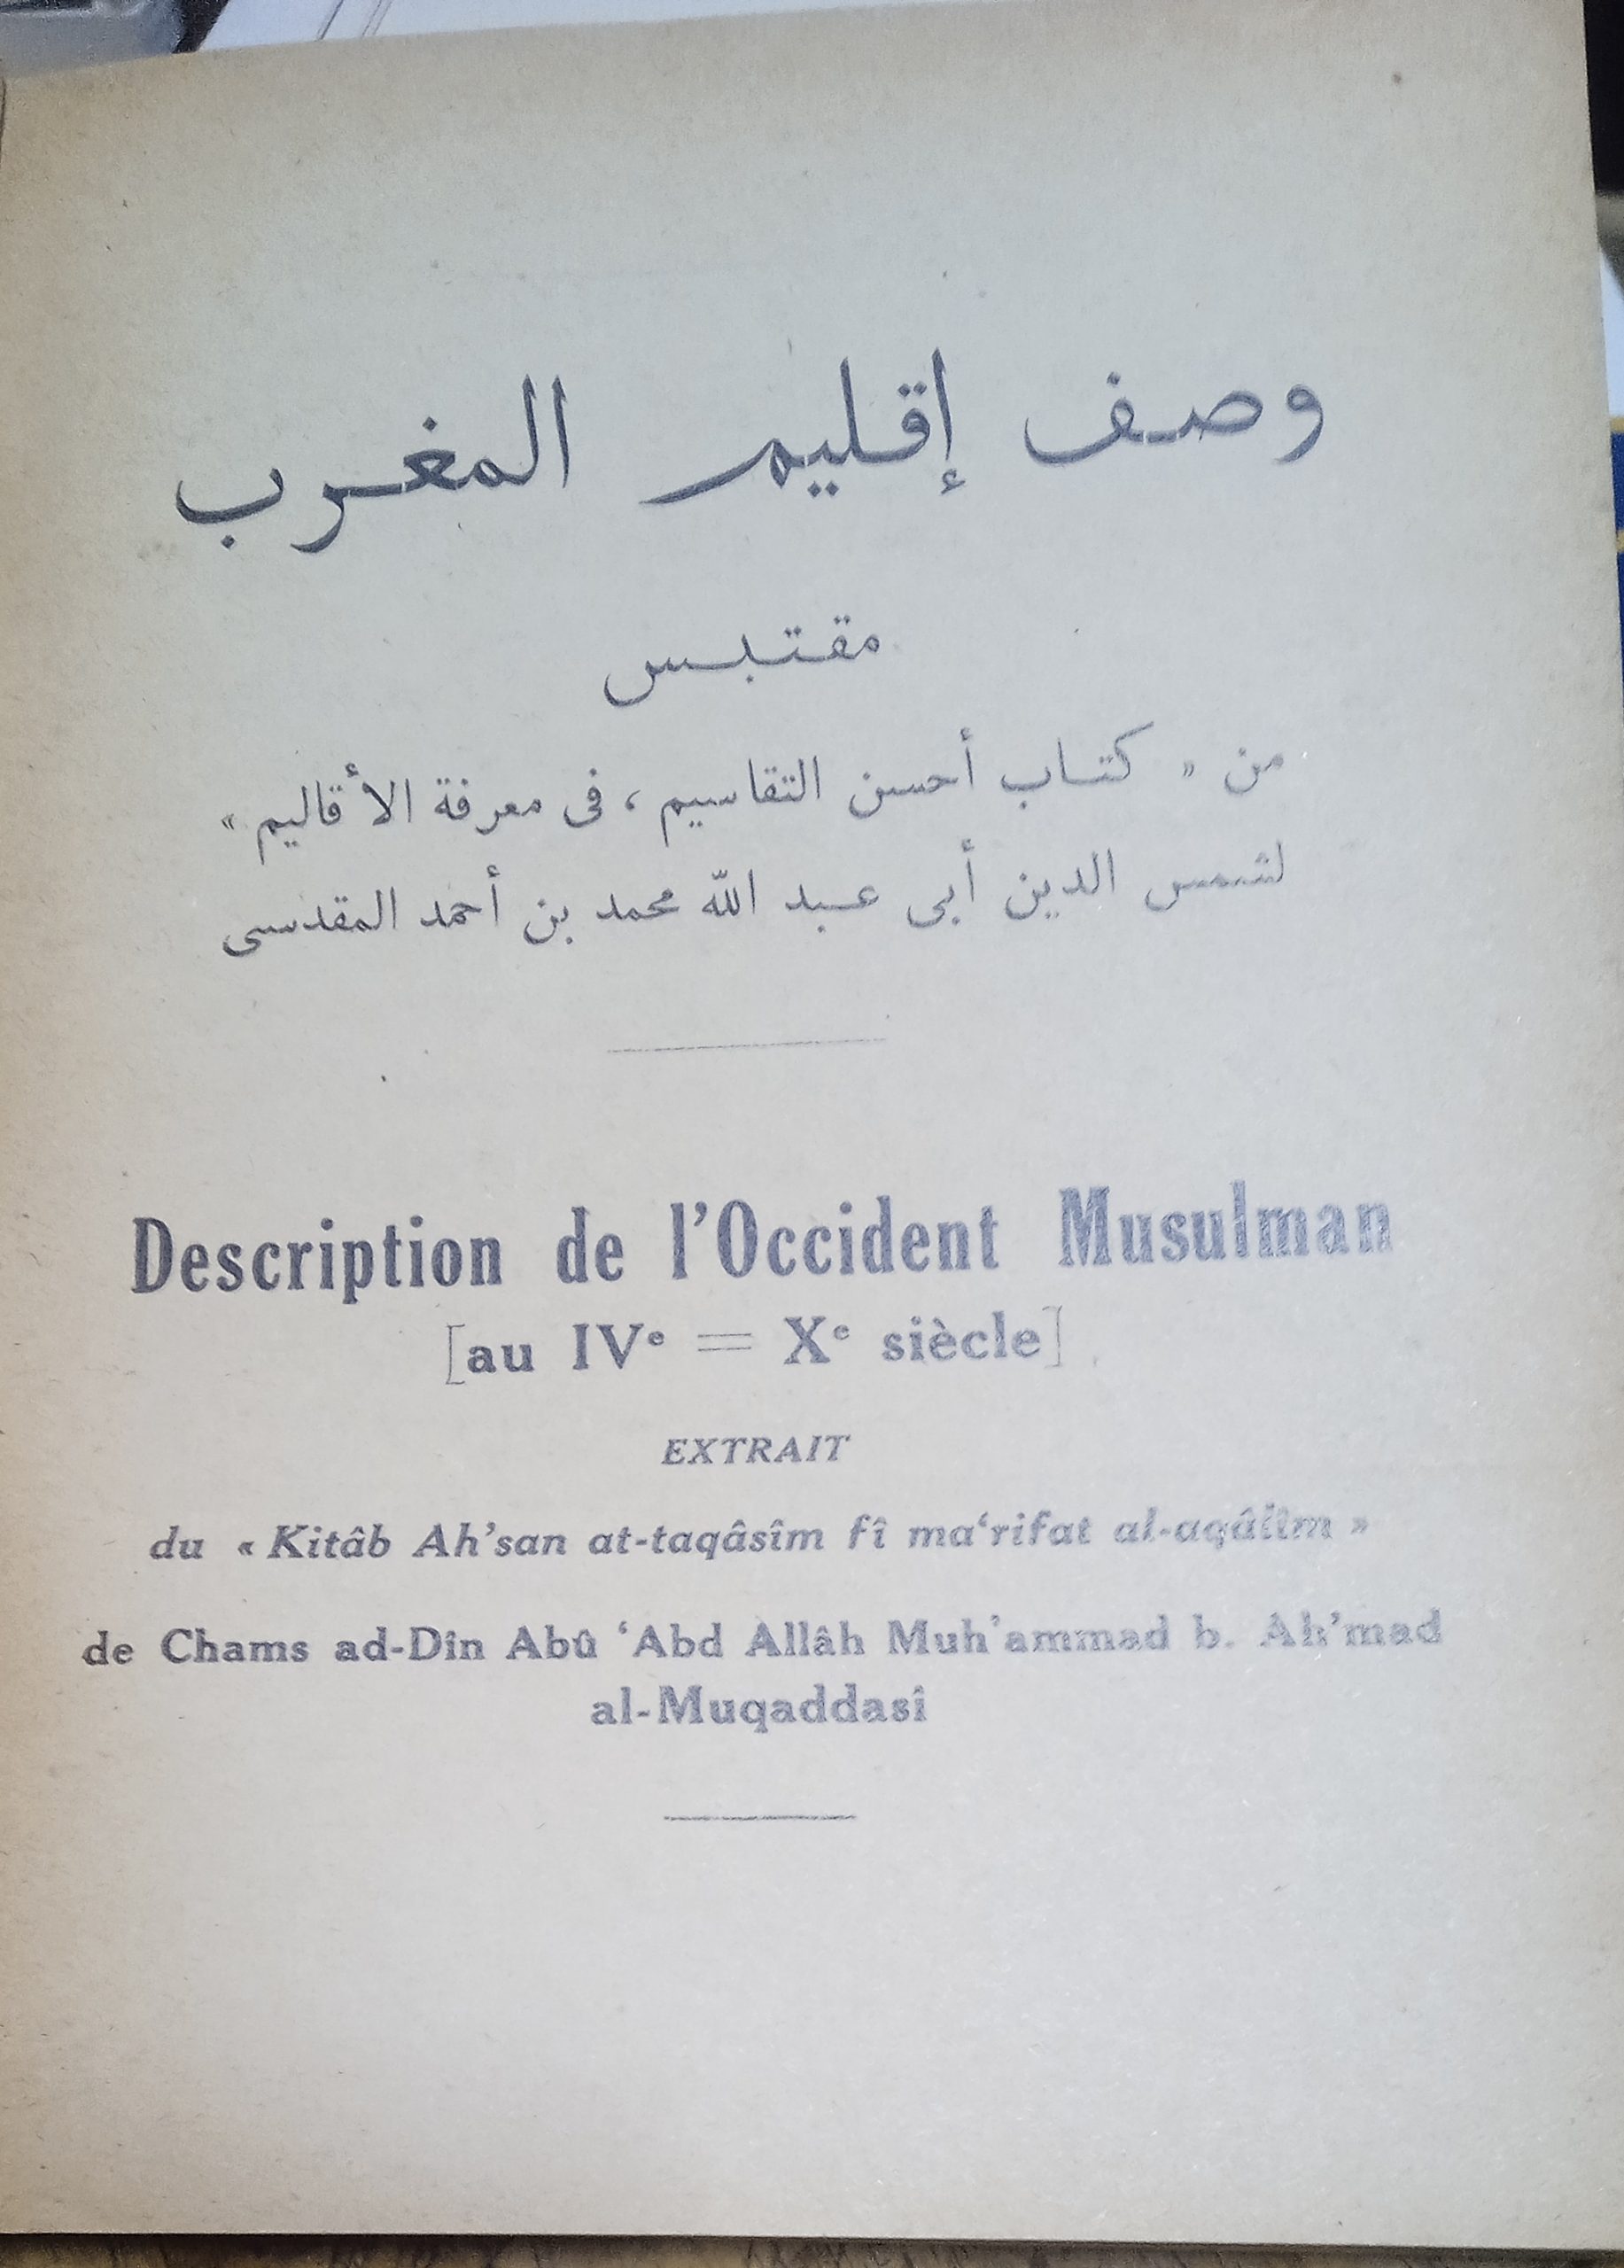 وصف إقليم المغرب
مقتبس
من « كتاب أحسن التقاسيم ، فى معرفة الأقاليم »
لشمس الدين أبى عبد الله محمد بن أحمد المقدسى
Description de l'Occident Musulman
[au IVᵉ = Xᵉ siècle]
EXTRAIT
du « Kitâb Ah'san at-taqâsîm fî ma‘rifat al-aqâlîm »
de Chams ad-Dîn Abû ‘Abd Allâh Muh'ammad b. Ah'mad
al-Muqaddasî